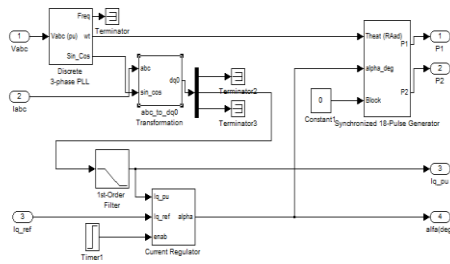 1
Vabc
Vabc (pu)
Freq
wt
Sin_Cos
Discrete
3-phase PLL
Terminator
2
Iabc
abc
sin_cos
dq0
abc_to_dq0
Transformation
Terminator2
Terminator3
Theat (RAad)
alpha_deg
Block
P1
P2
Synchronized 18-Pulse Generator
0
Constant1
1
P1
2
P2
1st-Order
Filter
3
Iq_pu
3
Iq_ref
Iq_pu
Iq_ref
enab
alpha
Current Regulator
Timer1
4
alfa(deg